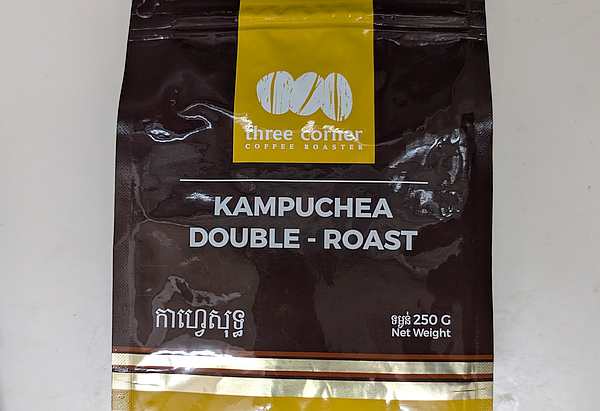 three corner
COFFEE ROASTER
KAMPUCHEA
DOUBLE - ROAST
កាហ្វេសុទ្ធ
ទម្ងន់ 250 G
Net Weight